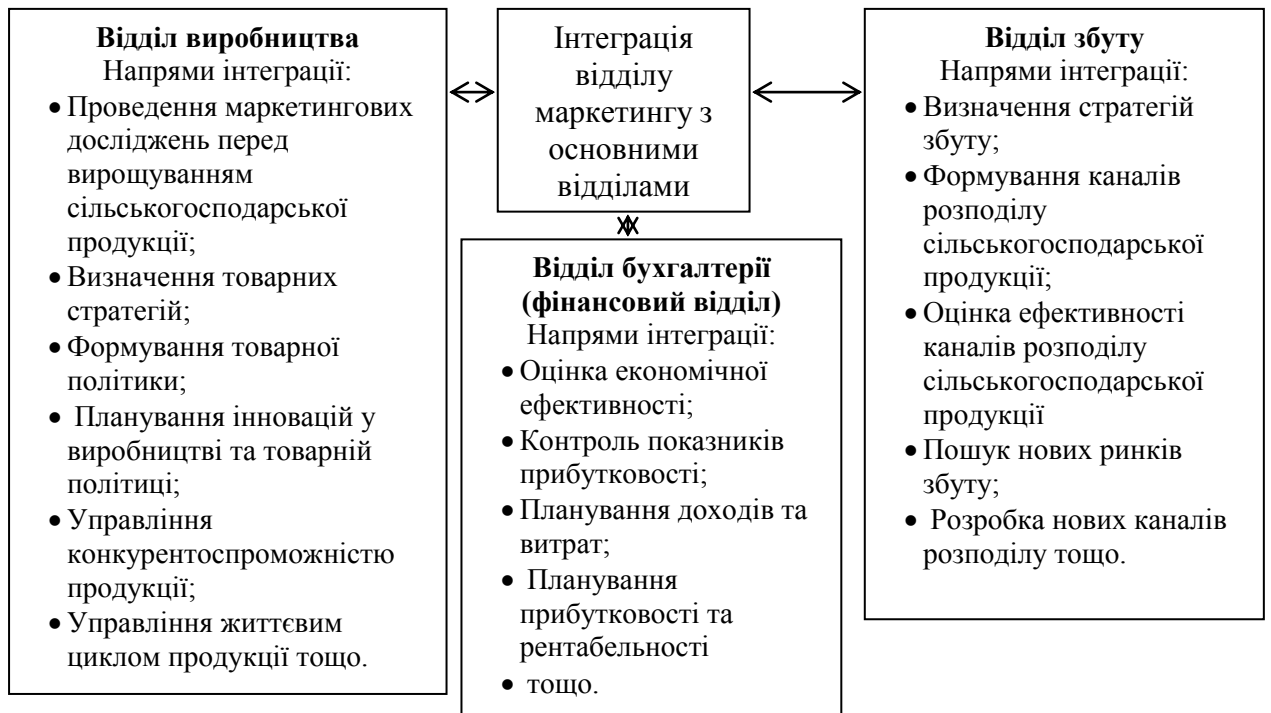 Відділ виробництва
Напрями інтеграції:
• Проведення маркетингових
досліджень перед
вирощуванням
сільськогосподарської
продукції;
• Визначення товарних
стратегій;
• Формування товарної
політики;
• Планування інновацій у
виробництві та товарній
політиці;
• Управління
конкурентоспроможністю
продукції;
• Управління життєвим
циклом продукції тощо.
Інтеграція
відділу
маркетингу з
основними
відділами
Відділ бухгалтерії
(фінансовий відділ)
Напрями інтеграції:
• Оцінка економічної
ефективності;
• Контроль показників
прибутковості;
• Планування доходів та
витрат;
• Планування
прибутковості та
рентабельності
• тощо.
Відділ збуту
Напрями інтеграції:
• Визначення стратегій
збуту;
• Формування каналів
розподілу
сільськогосподарської
продукції;
• Оцінка ефективності
каналів розподілу
сільськогосподарської
продукції
• Пошук нових ринків
збуту;
• Розробка нових каналів
розподілу тощо.